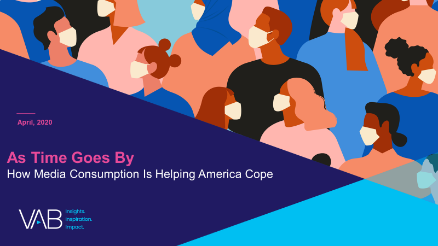 April, 2020
As Time Goes By
How Media Consumption Is Helping America Cope
VAB
Insights.
Inspiration.
Impact.